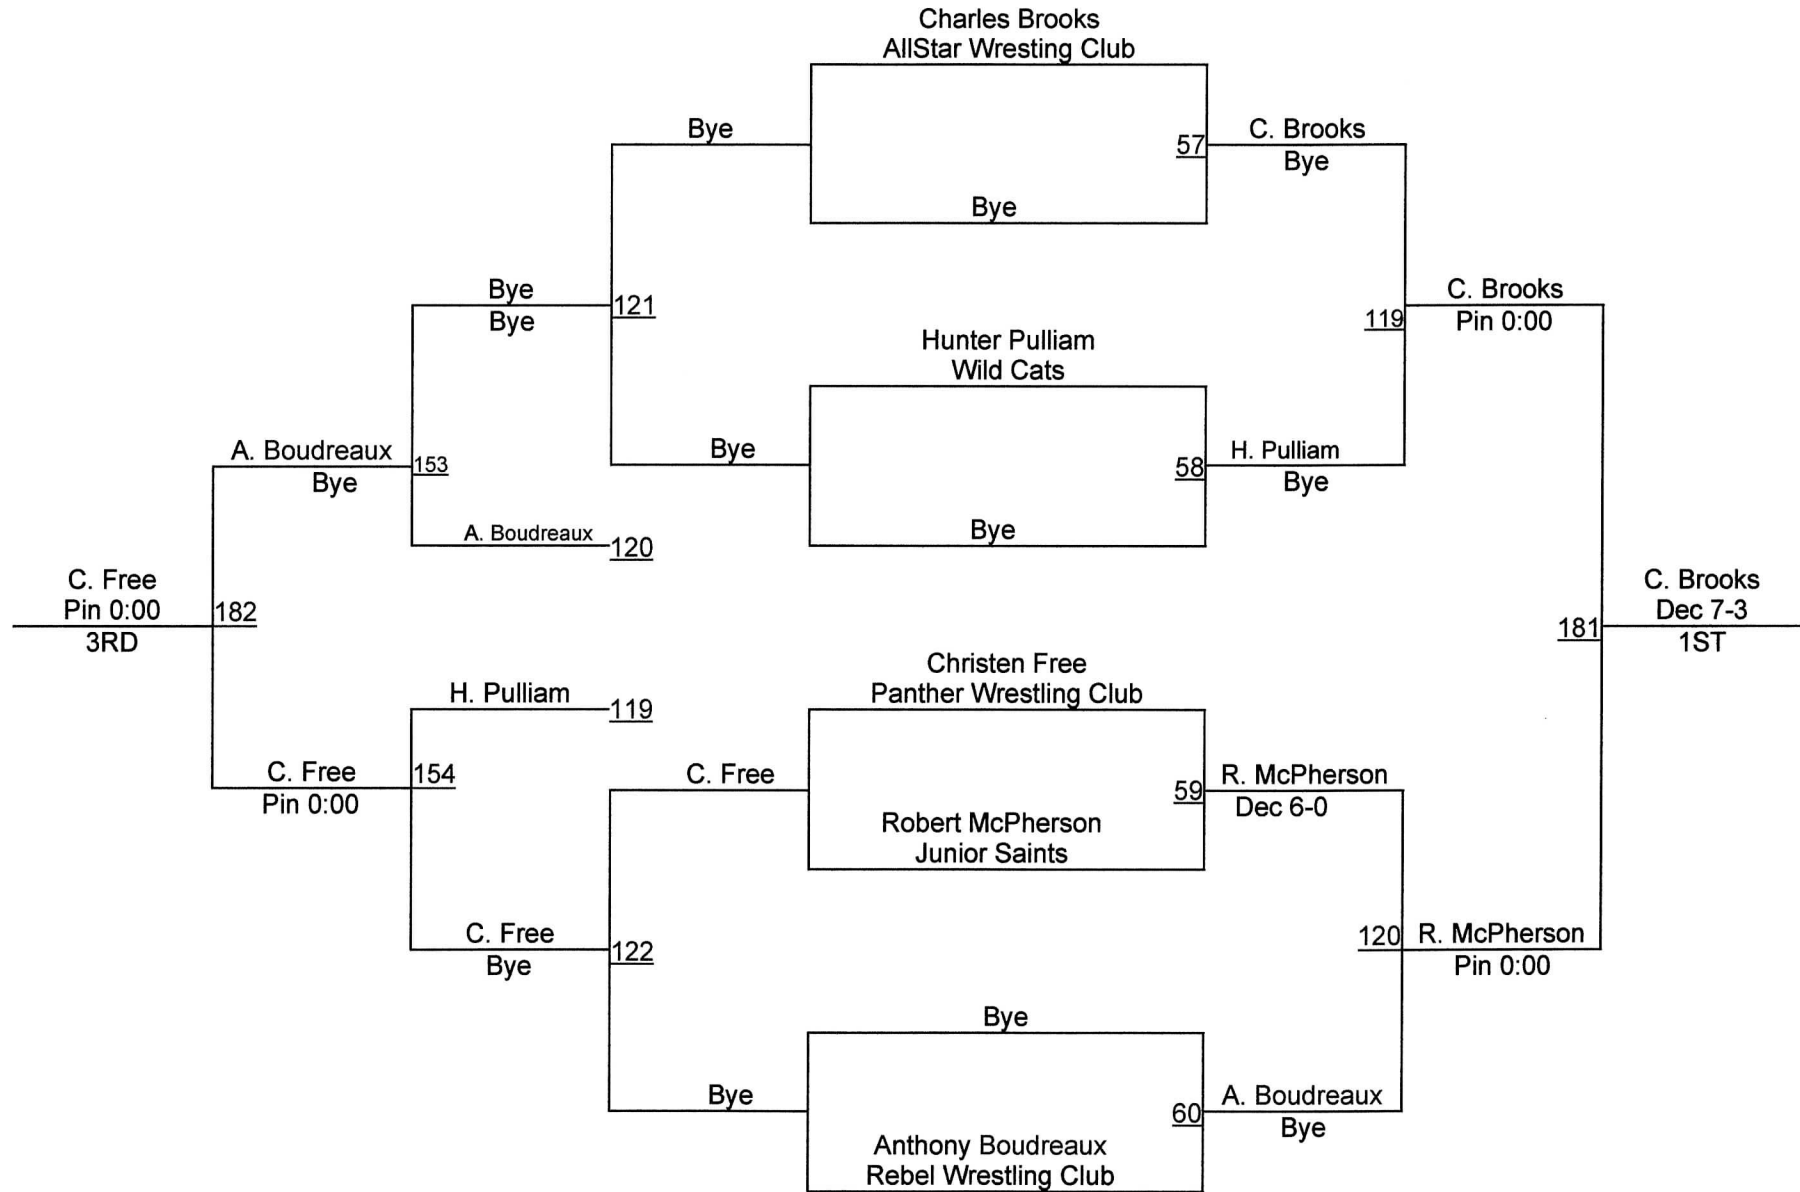 Charles Brooks
AllStar Wresting Club
Bye
57
C. Brooks
Bye
Bye
Bye
Bye
121
C. Brooks
Pin 0:00
119
Hunter Pulliam
Wild Cats
A. Boudreaux
Bye
153
Bye
58
H. Pulliam
Bye
Bye
A. Boudreaux
120
C. Free
Pin 0:00
3RD
182
C. Brooks
Dec 7-3
1ST
181
Christen Free
Panther Wrestling Club
H. Pulliam
119
C. Free
Pin 0:00
154
C. Free
59
R. McPherson
Dec 6-0
Robert McPherson
Junior Saints
C. Free
Bye
122
120
R. McPherson
Pin 0:00
Bye
Bye
60
A. Boudreaux
Bye
Anthony Boudreaux
Rebel Wrestling Club